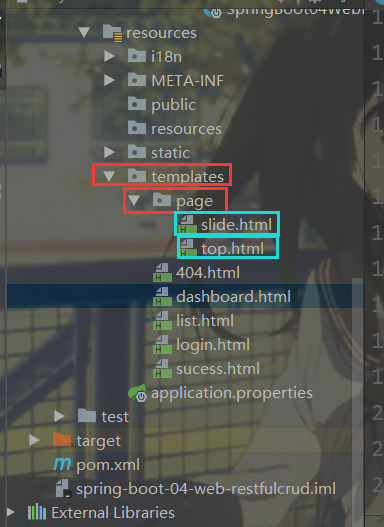 SpringBoot04Web
resources
i18n
META-INF
public
resources
static
templates
page
slide.html
top.html
404.html
dashboard.html
list.html
login.html
sucess.html
application.properties
test
target
pom.xml
spring-boot-04-web-restfulcrud.iml
External Libraries